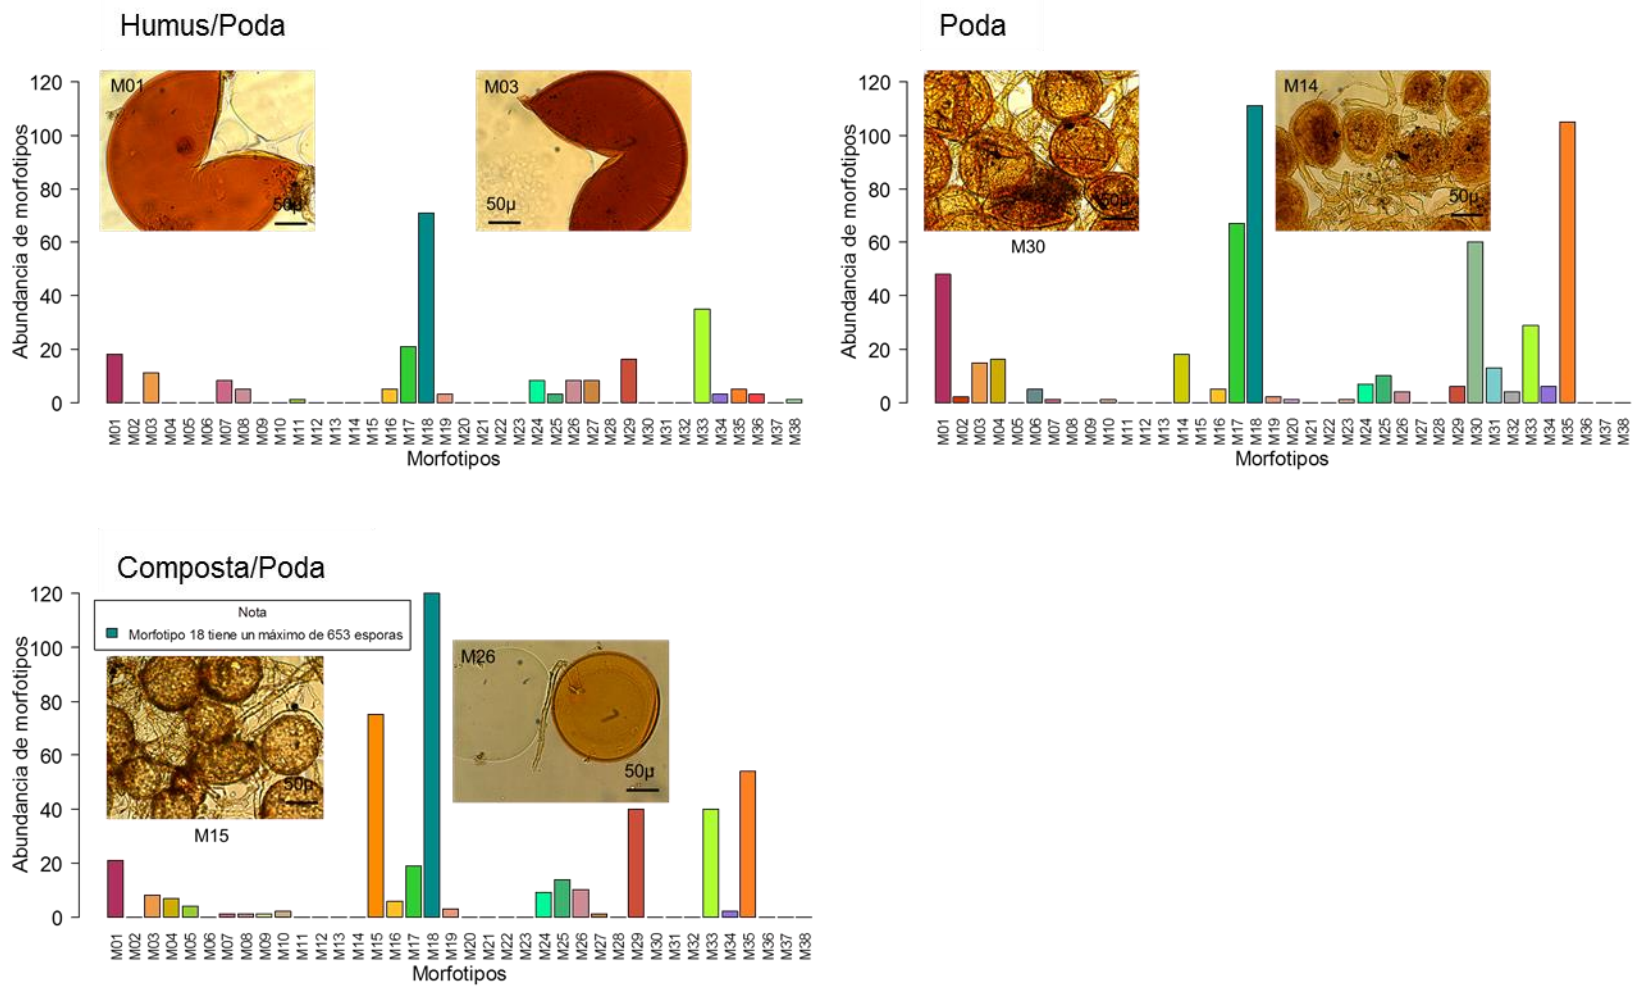 Humus/Poda
120
100
80
60
40
20
0
Abundancia de morfotipos
M01
50µ
M03
50µ
M01 M02 M03 M04 M05 M06 M07 M08 M09 M10 M11 M12 M13 M14 M15 M16 M17 M18 M19 M20 M21 M22 M23 M24 M25 M26 M27 M28 M29 M30 M31 M32 M33 M34 M35 M36 M37 M38
Morfotipos
Poda
120
100
80
60
40
20
0
Abundancia de morfotipos
50µ
M30
M14
50µ
M01 M02 M03 M04 M05 M06 M07 M08 M09 M10 M11 M12 M13 M14 M15 M16 M17 M18 M19 M20 M21 M22 M23 M24 M25 M26 M27 M28 M29 M30 M31 M32 M33 M34 M35 M36 M37 M38
Morfotipos
Composta/Poda
120
100
80
60
40
20
0
Abundancia de morfotipos
Nota
Morfotipo 18 tiene un máximo de 653 esporas
50µ
M15
M26
50µ
M01 M02 M03 M04 M05 M06 M07 M08 M09 M10 M11 M12 M13 M14 M15 M16 M17 M18 M19 M20 M21 M22 M23 M24 M25 M26 M27 M28 M29 M30 M31 M32 M33 M34 M35 M36 M37 M38
Morfotipos